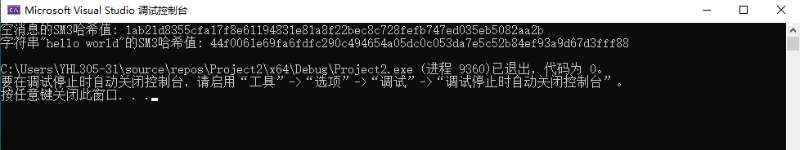 Microsoft Visual Studio 调试控制台
空消息的SM3哈希值: 1ab21d8355cfa17f8e61194831e81a8f22bec8c728fefb747ed035eb5082aa2b
字符串"hello world"的SM3哈希值: 44f0061e69fa6fdfc290c494654a05dc0c053da7e5c52b84ef93a9d67d3fff88
C:\Users\YHL305-31\source\repos\Project2\x64\Debug\Project2.exe (进程 9360)已退出，代码为 0。
要在调试停止时自动关闭控制台，请启用“工具”->“选项”->“调试”->“调试停止时自动关闭控制台”。
按任意键关闭此窗口. . .